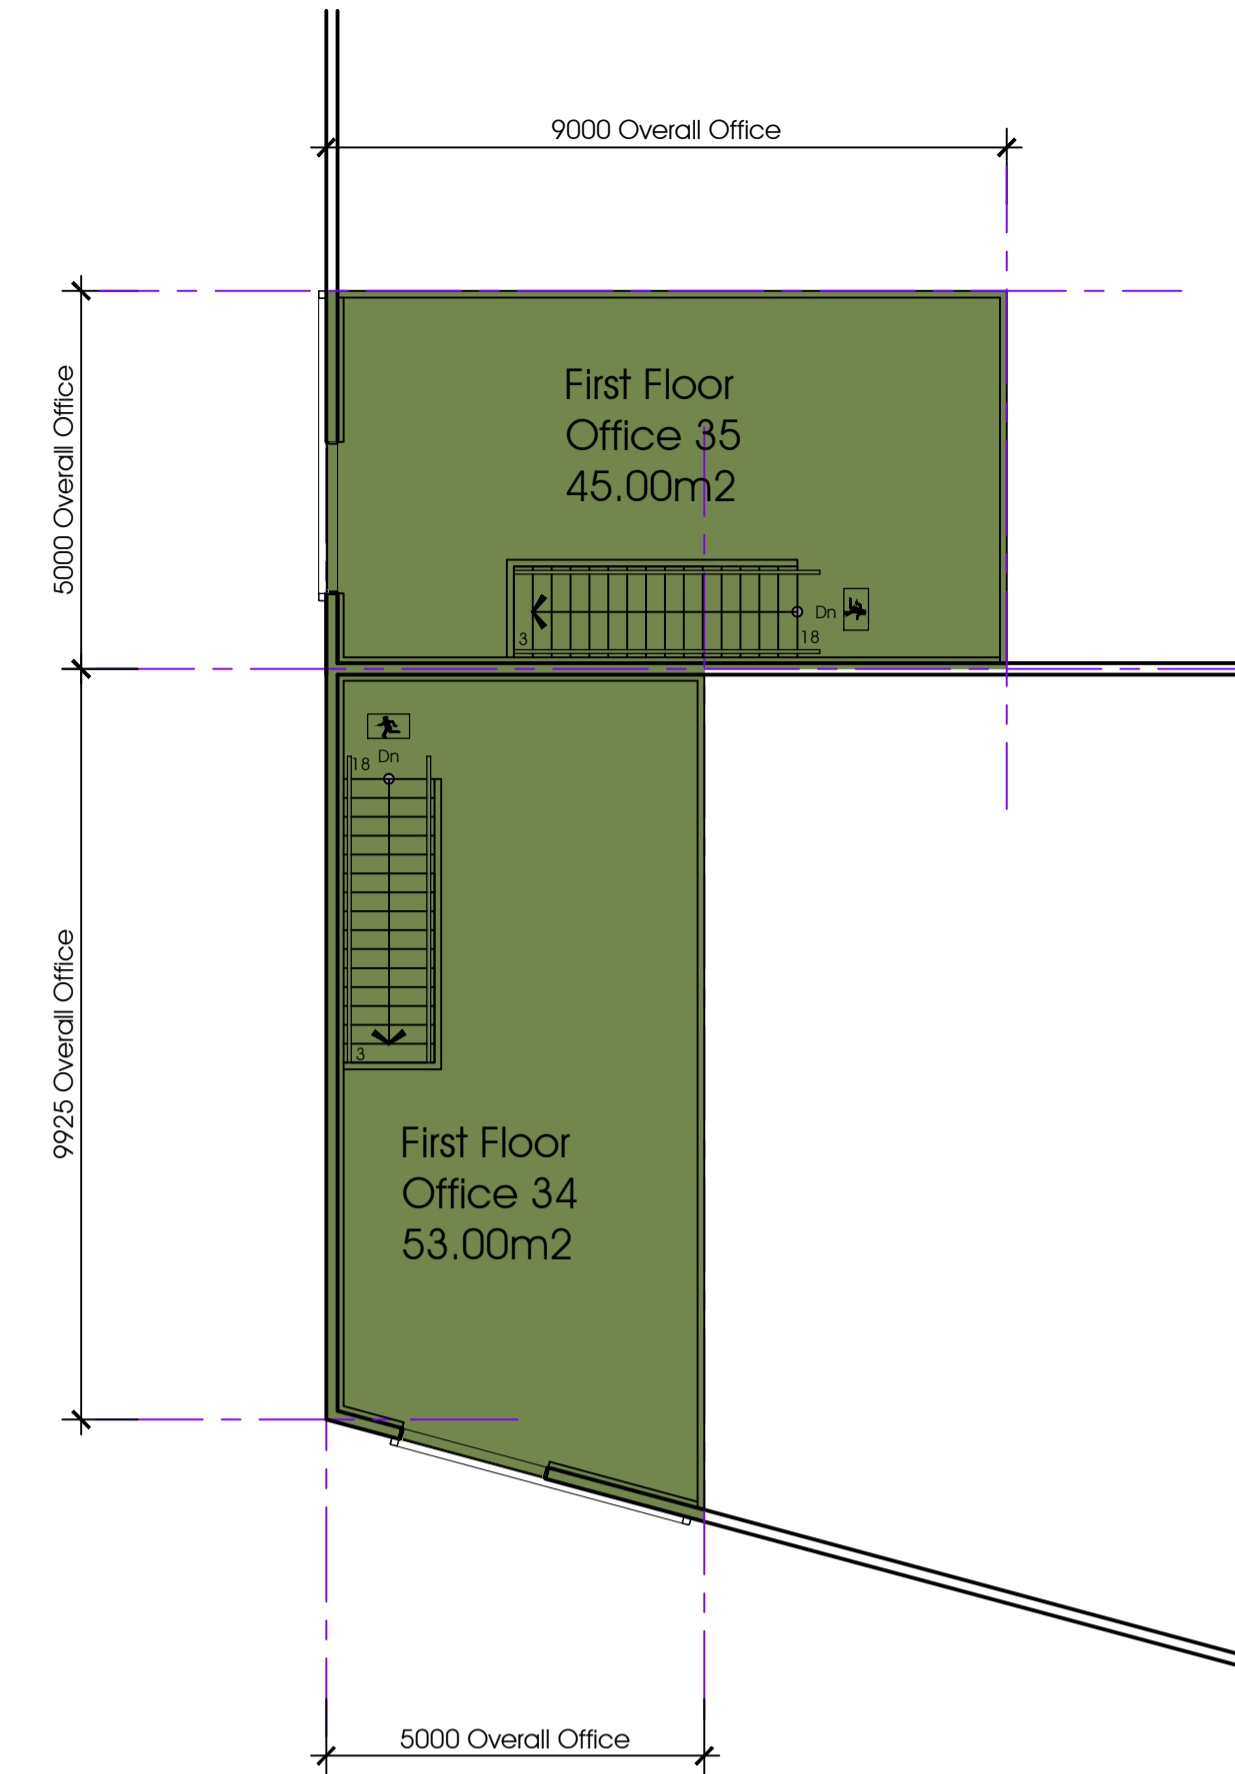 9000 Overall Office
5000 Overall Office
First Floor
Office 35
45.00m2
Dn
3
18
18
Dn
3
9925 Overall Office
First Floor
Office 34
53.00m2
5000 Overall Office